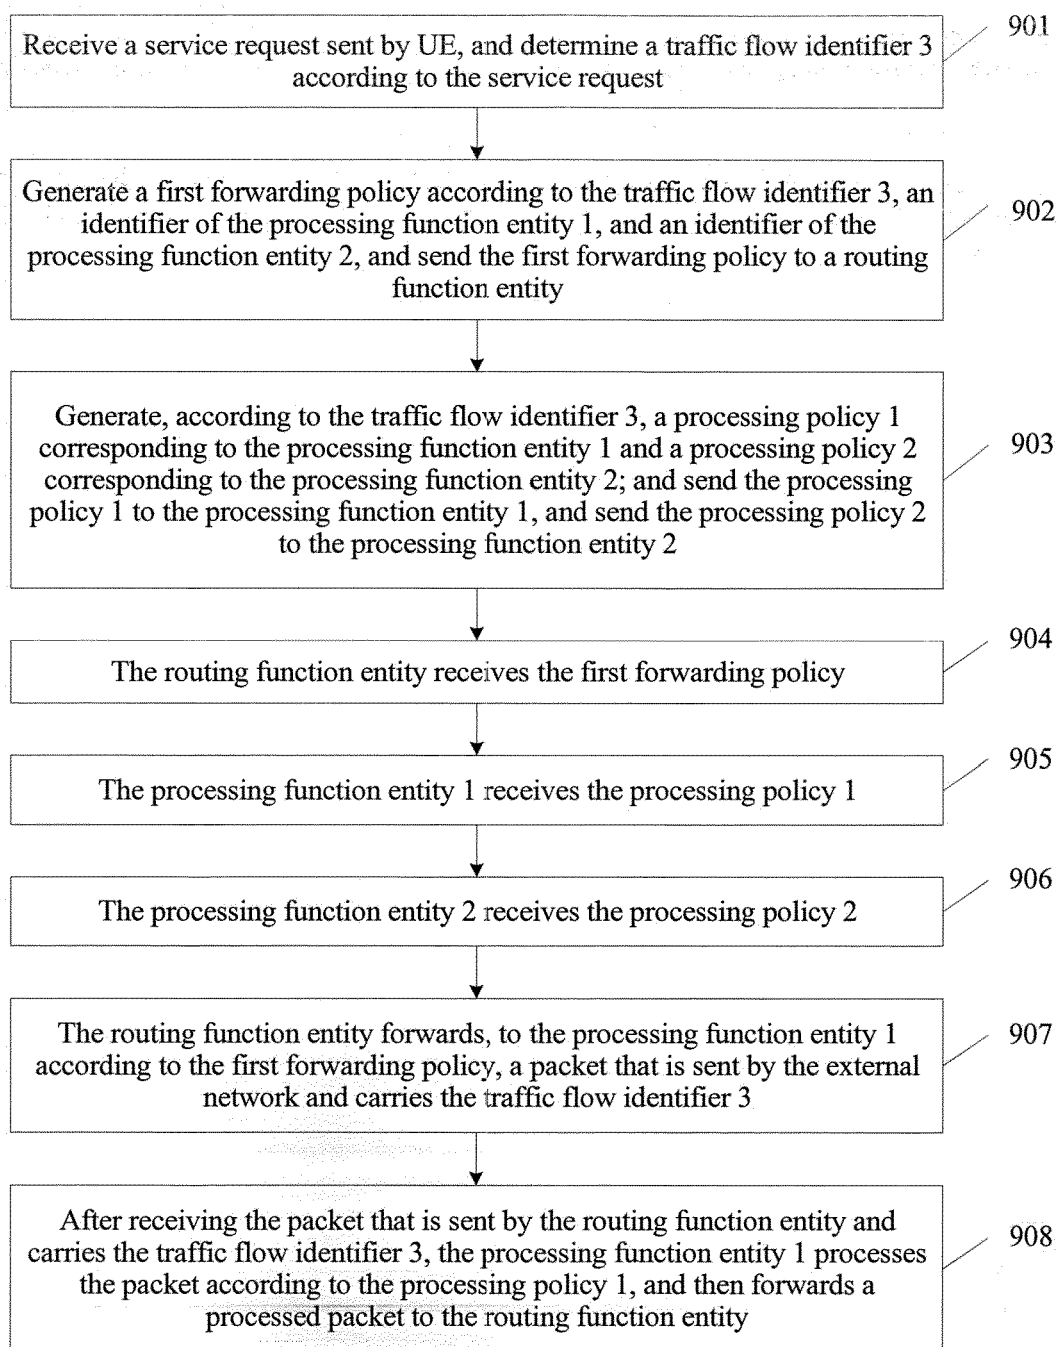 Receive a service request sent by UE, and determine a traffic flow identifier 3
according to the service request
901
Generate a first forwarding policy according to the traffic flow identifier 3, an
identifier of the processing function entity 1, and an identifier of the
processing function entity 2, and send the first forwarding policy to a routing
function entity
902
Generate, according to the traffic flow identifier 3, a processing policy 1
corresponding to the processing function entity 1 and a processing policy 2
corresponding to the processing function entity 2; and send the processing
policy 1 to the processing function entity 1, and send the processing policy 2
to the processing function entity 2
903
The routing function entity receives the first forwarding policy
904
The processing function entity 1 receives the processing policy 1
905
The processing function entity 2 receives the processing policy 2
906
The routing function entity forwards, to the processing function entity 1
according to the first forwarding policy, a packet that is sent by the external
network and carries the traffic flow identifier 3
907
After receiving the packet that is sent by the routing function entity and
carries the traffic flow identifier 3, the processing function entity 1 processes
the packet according to the processing policy 1, and then forwards a
processed packet to the routing function entity
908